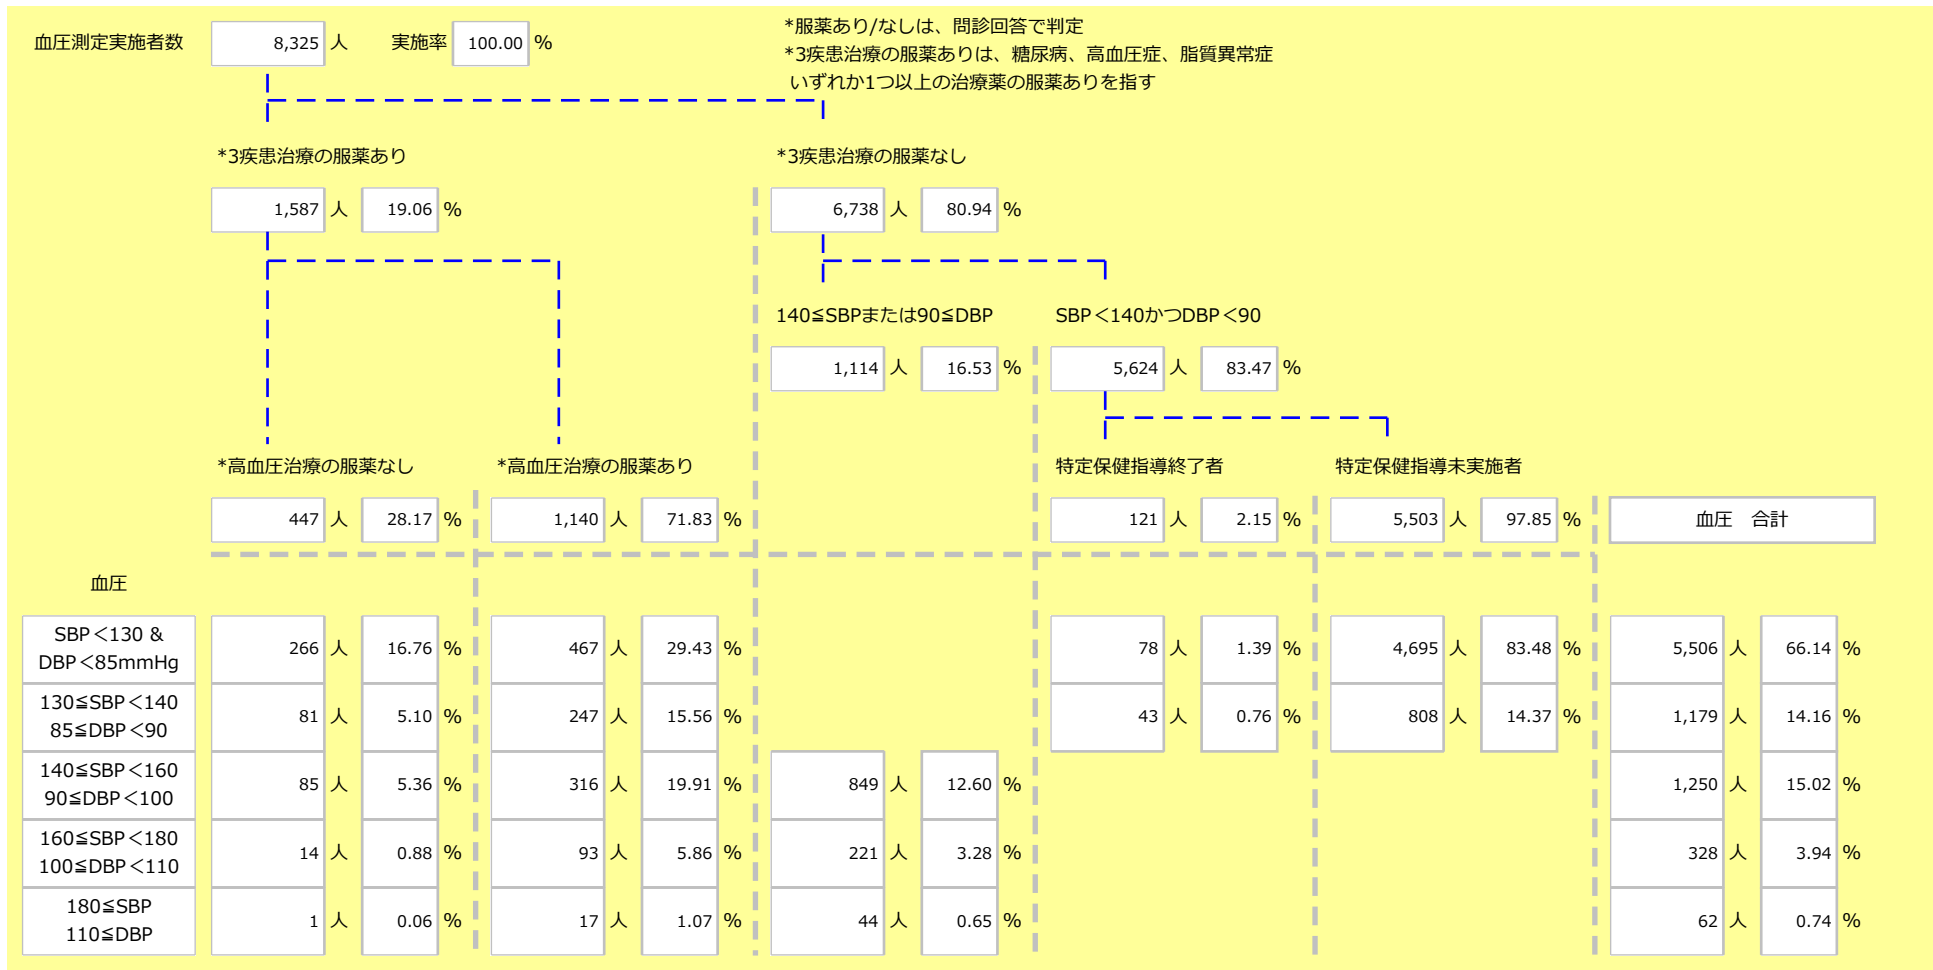 血圧測定実施者数 8,325 人 実施率 100.00 %
*服薬あり/なしは、問診回答で判定
*3疾患治療の服薬ありは、糖尿病、高血圧症、脂質異常症
いずれか1つ以上の治療薬の服薬ありを指す
*3疾患治療の服薬あり *3疾患治療の服薬なし
1,587 人 19.06 % 6,738 人 80.94 %
140≦SBPまたは90≦DBP SBP<140かつDBP<90
1,114 人 16.53 % 5,624 人 83.47 %
*高血圧治療の服薬なし *高血圧治療の服薬あり 特定保健指導終了者 特定保健指導未実施者
447 人 28.17 % 1,140 人 71.83 % 121 人 2.15 % 5,503 人 97.85 % 血圧 合計
血圧
SBP<130 &
DBP<85mmHg
266 人 16.76 % 467 人 29.43 % 78 人 1.39 % 4,695 人 83.48 % 5,506 人 66.14 %
130≦SBP<140
85≦DBP<90
81 人 5.10 % 247 人 15.56 % 43 人 0.76 % 808 人 14.37 % 1,179 人 14.16 %
140≦SBP<160
90≦DBP<100
85 人 5.36 % 316 人 19.91 % 849 人 12.60 % 1,250 人 15.02 %
160≦SBP<180
100≦DBP<110
14 人 0.88 % 93 人 5.86 % 221 人 3.28 % 328 人 3.94 %
180≦SBP
110≦DBP
1 人 0.06 % 17 人 1.07 % 44 人 0.65 % 62 人 0.74 %